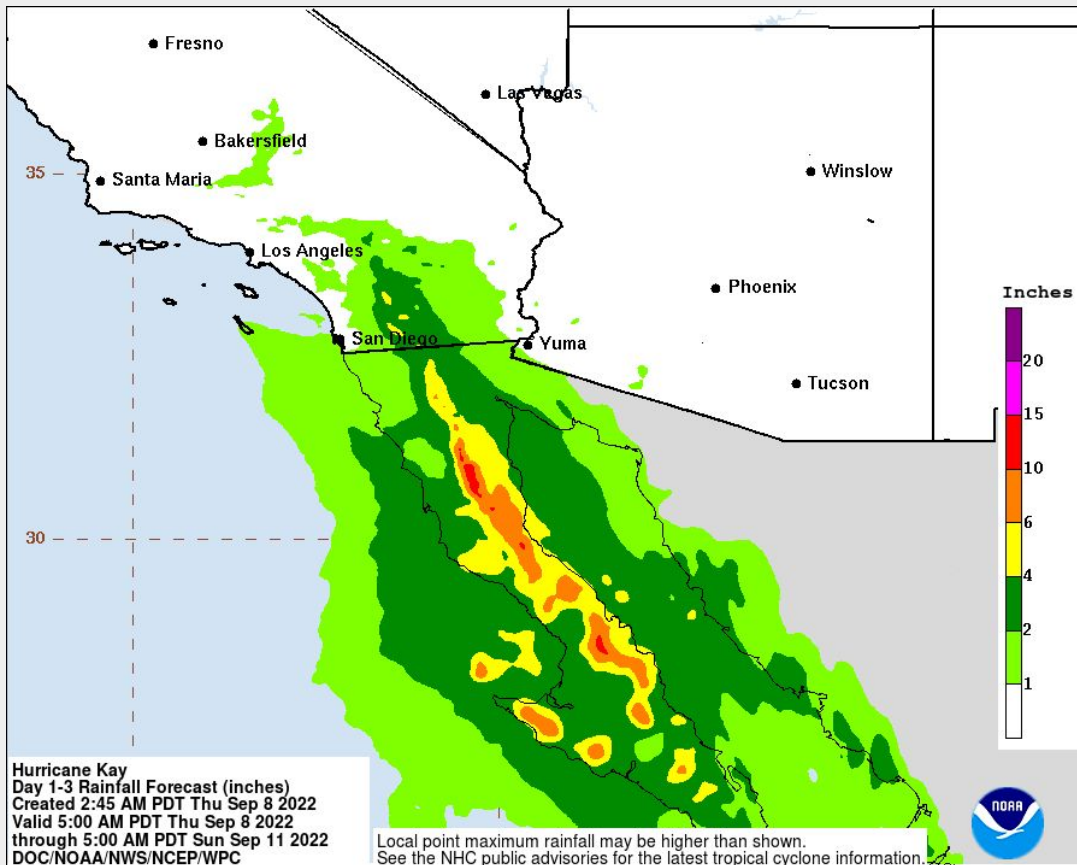 Fresno
Las Vegas
Bakersfield
35
Santa Maria
Winslow
Los Angeles
Phoenix
Inches
San Diego
Yuma
20
Tucson
15
10
30
6
4
2
1
Hurricane Kay
Day 1-3 Rainfall Forecast (inches)
Created 2:45 AM PDT Thu Sep 8 2022
Valid 5:00 AM PDT Thu Sep 8 2022
through 5:00 AM PDT Sun Sep 11 2022
DOC/NOAA/NWS/NCEP/WPC
Local point maximum rainfall may be higher than shown.
See the NHC public advisories for the latest tropical cyclone information.
NOAA